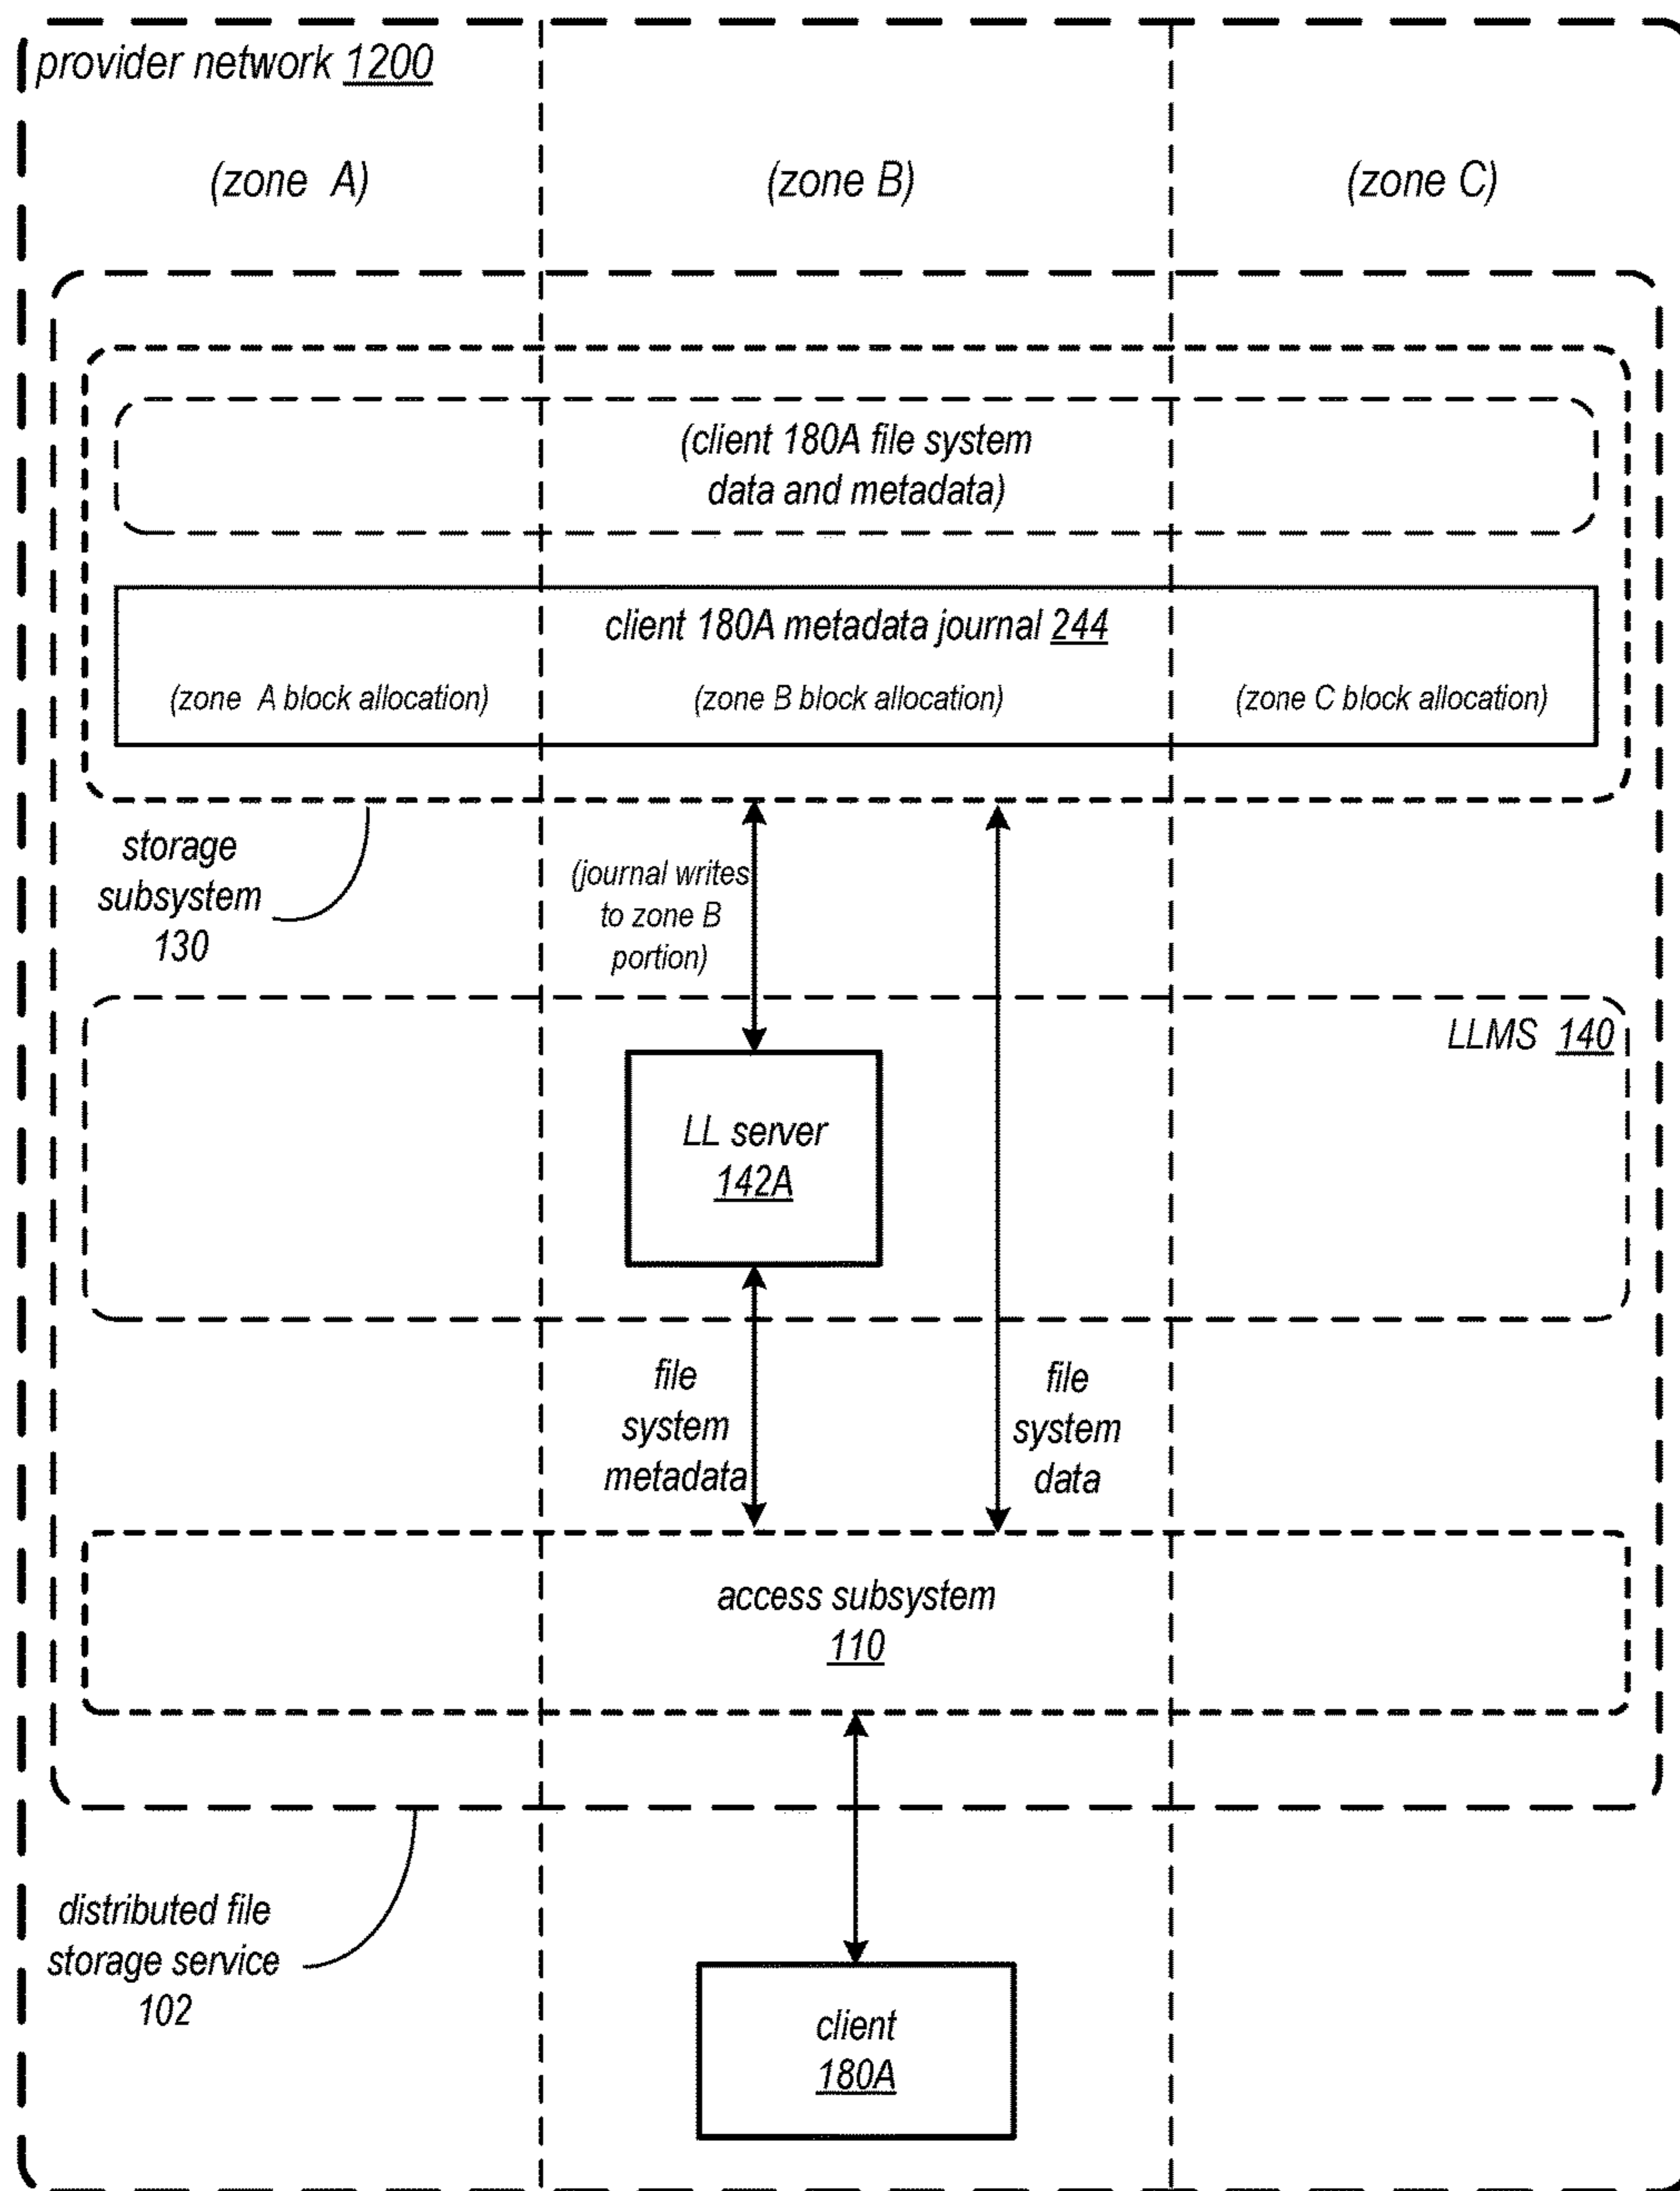 provider network 1200
(zone A)
(zone B)
(zone C)
(client 180A file system
data and metadata)
client 180A metadata journal 244
(zone A block allocation)
(zone B block allocation)
(zone C block allocation)
storage
subsystem
130
(journal writes
to zone B
portion)
LLMS 140
LL server
142A
file
system
metadata
file
system
data
access subsystem
110
distributed file
storage service
102
client
180A